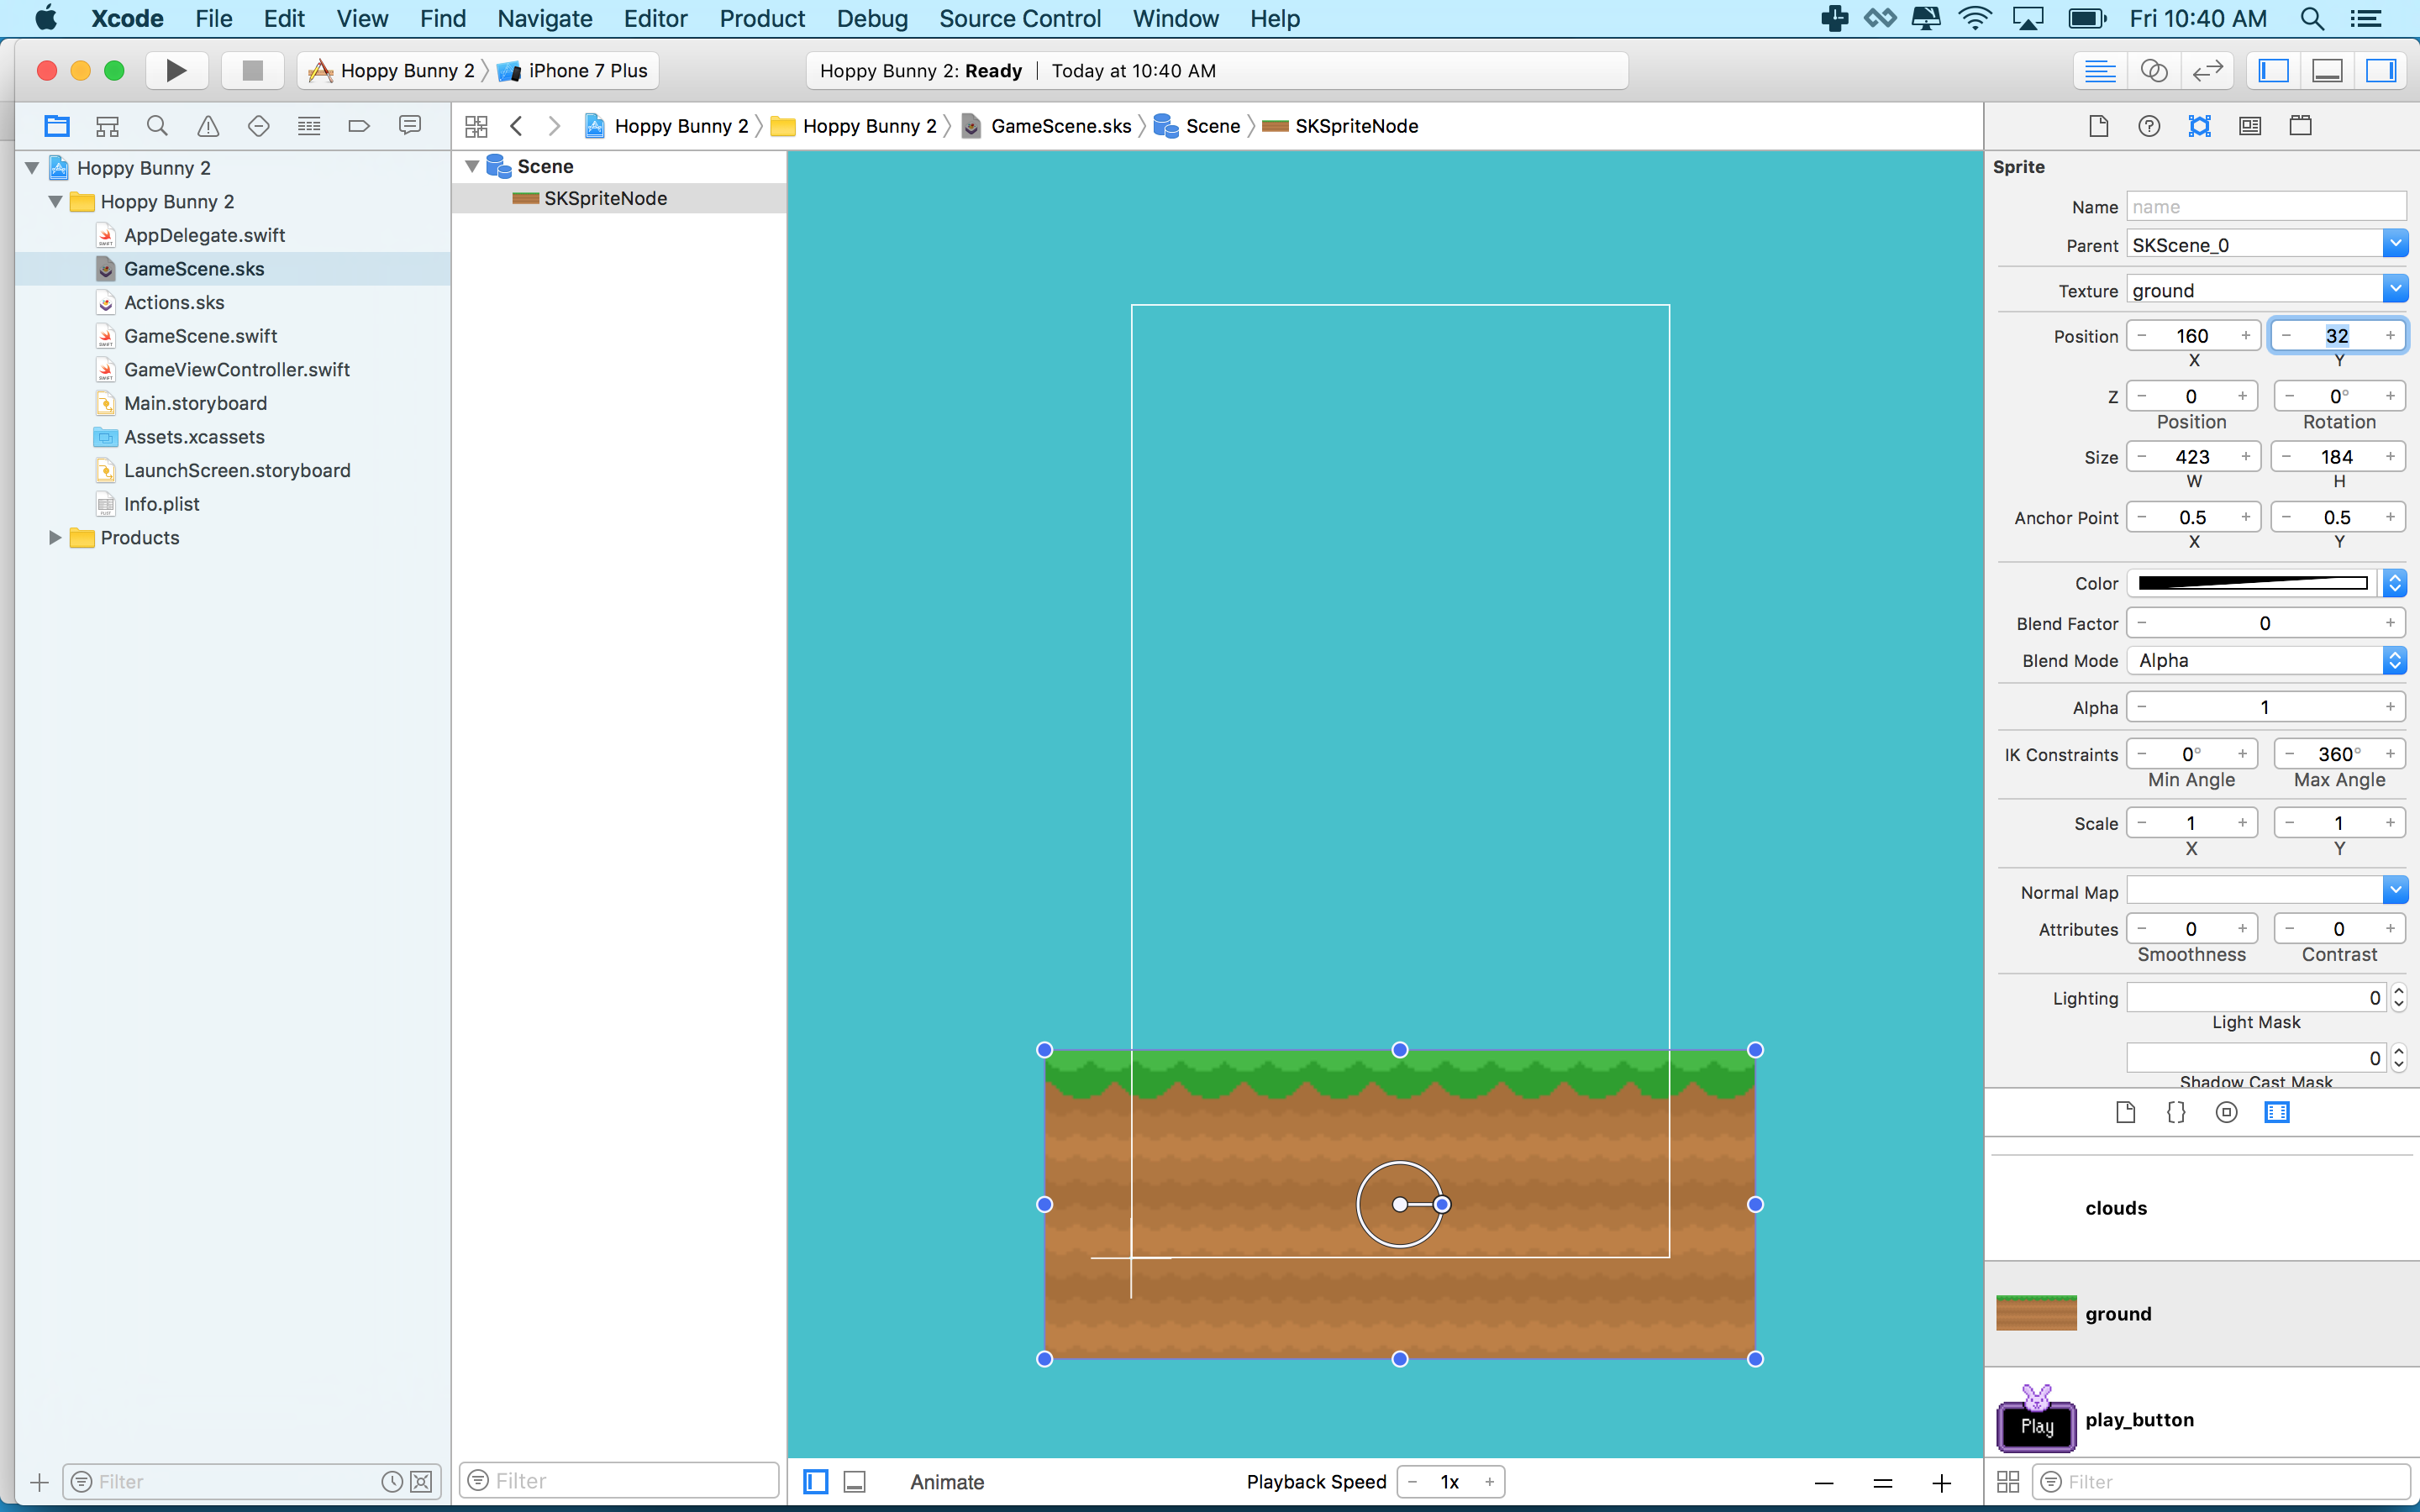 Xcode File Edit View Find Navigate Editor Product Debug Source Control Window Help Fri 10:40 AM
Hoppy Bunny 2 iPhone 7 Plus Hoppy Bunny 2: Ready | Today at 10:40 AM
Hoppy Bunny 2 Hoppy Bunny 2 GameScene.sks Scene SKSpriteNode
Hoppy Bunny 2
Hoppy Bunny 2
AppDelegate.swift
GameScene.sks
Actions.sks
GameScene.swift
GameViewController.swift
Main.storyboard
Assets.xcassets
LaunchScreen.storyboard
Info.plist
Products
Filter
Scene
SKSpriteNode
Filter
Animate
Playback Speed − 1x +
Sprite
Name name
Parent SKScene_0
Texture ground
Position − 160 + − 32 +
X Y
Z − 0 + − 0° +
Position Rotation
Size − 423 + − 184 +
W H
Anchor Point − 0.5 + − 0.5 +
X Y
Color
Blend Factor − 0 +
Blend Mode Alpha
Alpha − 1 +
IK Constraints − 0° + − 360° +
Min Angle Max Angle
Scale − 1 + − 1 +
X Y
Normal Map
Attributes − 0 + − 0 +
Smoothness Contrast
Lighting 0
Light Mask
0
Shadow Cast Mask
{}
clouds
ground
Play play_button
Filter